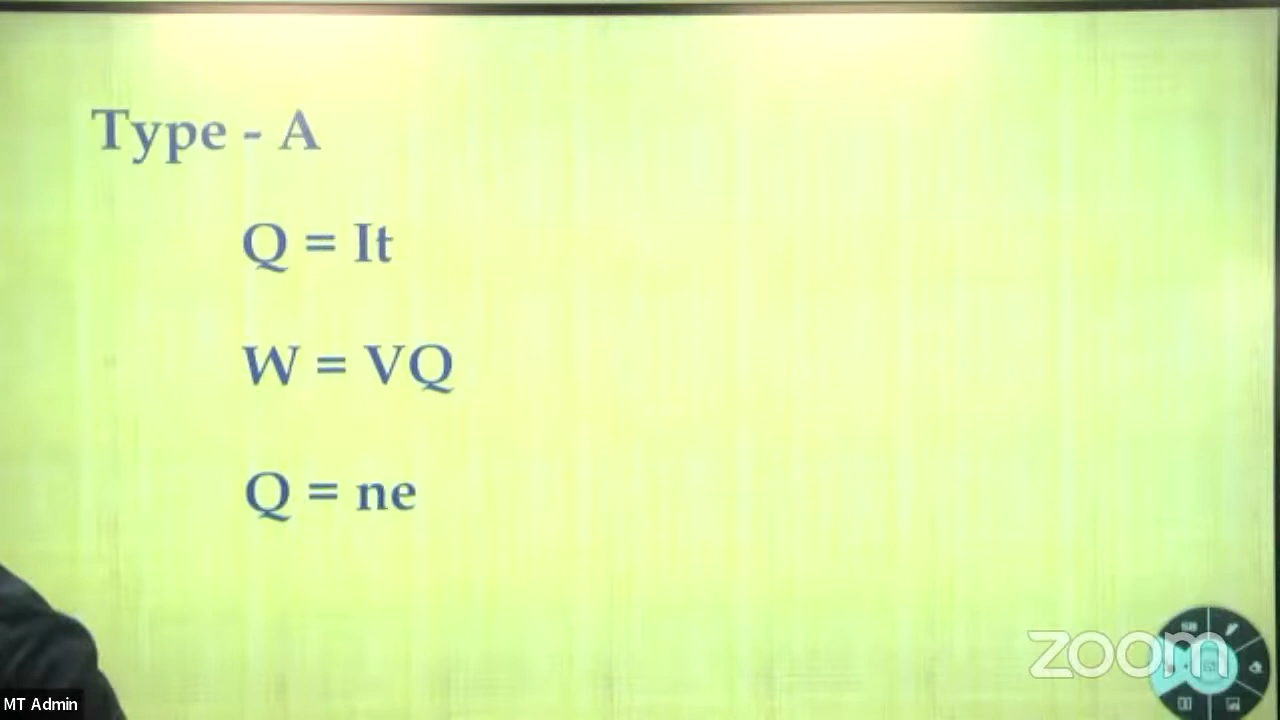 Type - A
Q = It
W = VQ
Q = ne
zoom
MT Admin